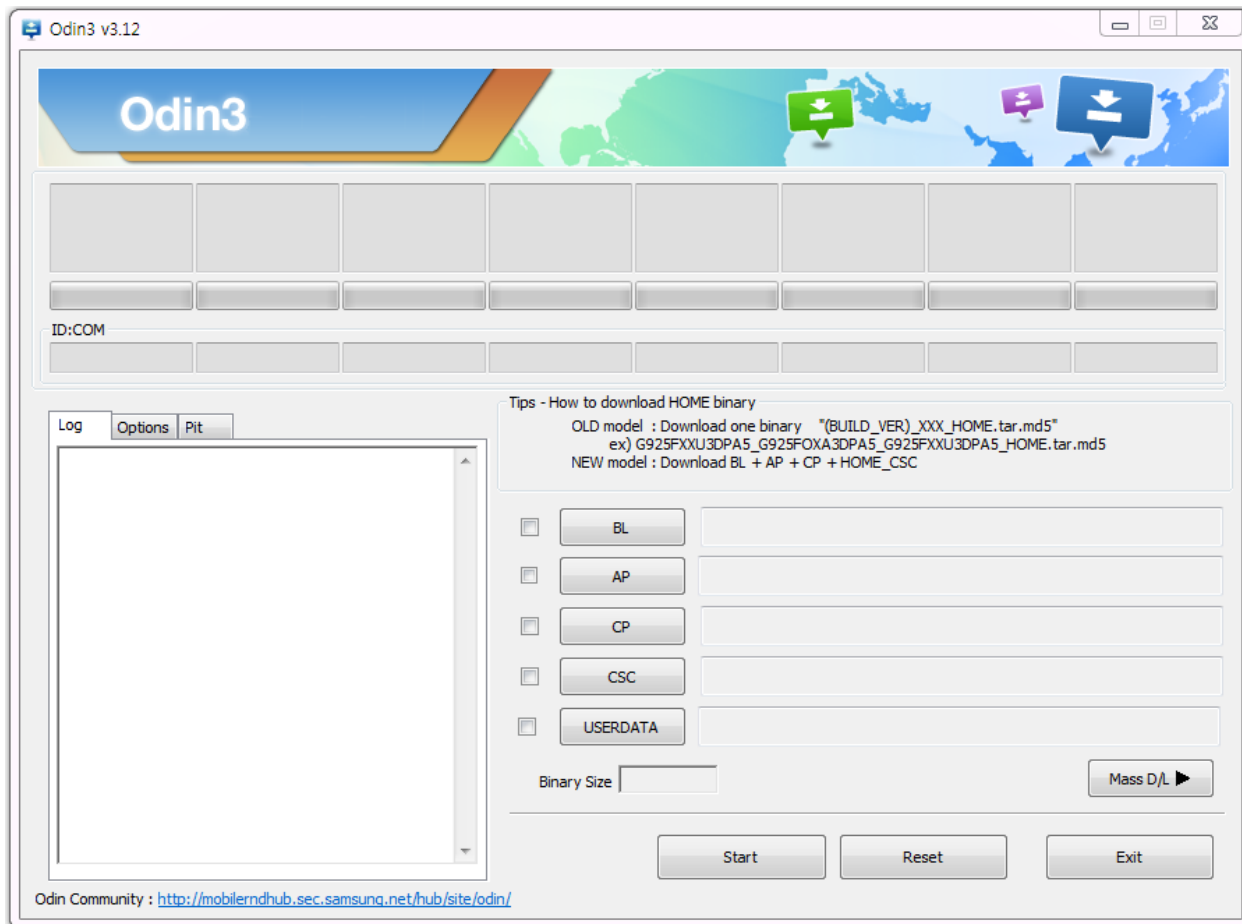 Odin3 v3.12
Odin3
ID:COM
Log
Options
Pit
Tips - How to download HOME binary
OLD model : Download one binary "(BUILD_VER)_XXX_HOME.tar.md5"
ex) G925FXXU3DPA5_G925FOXA3DPA5_G925FXXU3DPA5_HOME.tar.md5
NEW model : Download BL + AP + CP + HOME_CSC
BL
AP
CP
CSC
USERDATA
Binary Size
Mass D/L
Start
Reset
Exit
Odin Community : http://mobilerndhub.sec.samsung.net/hub/site/odin/